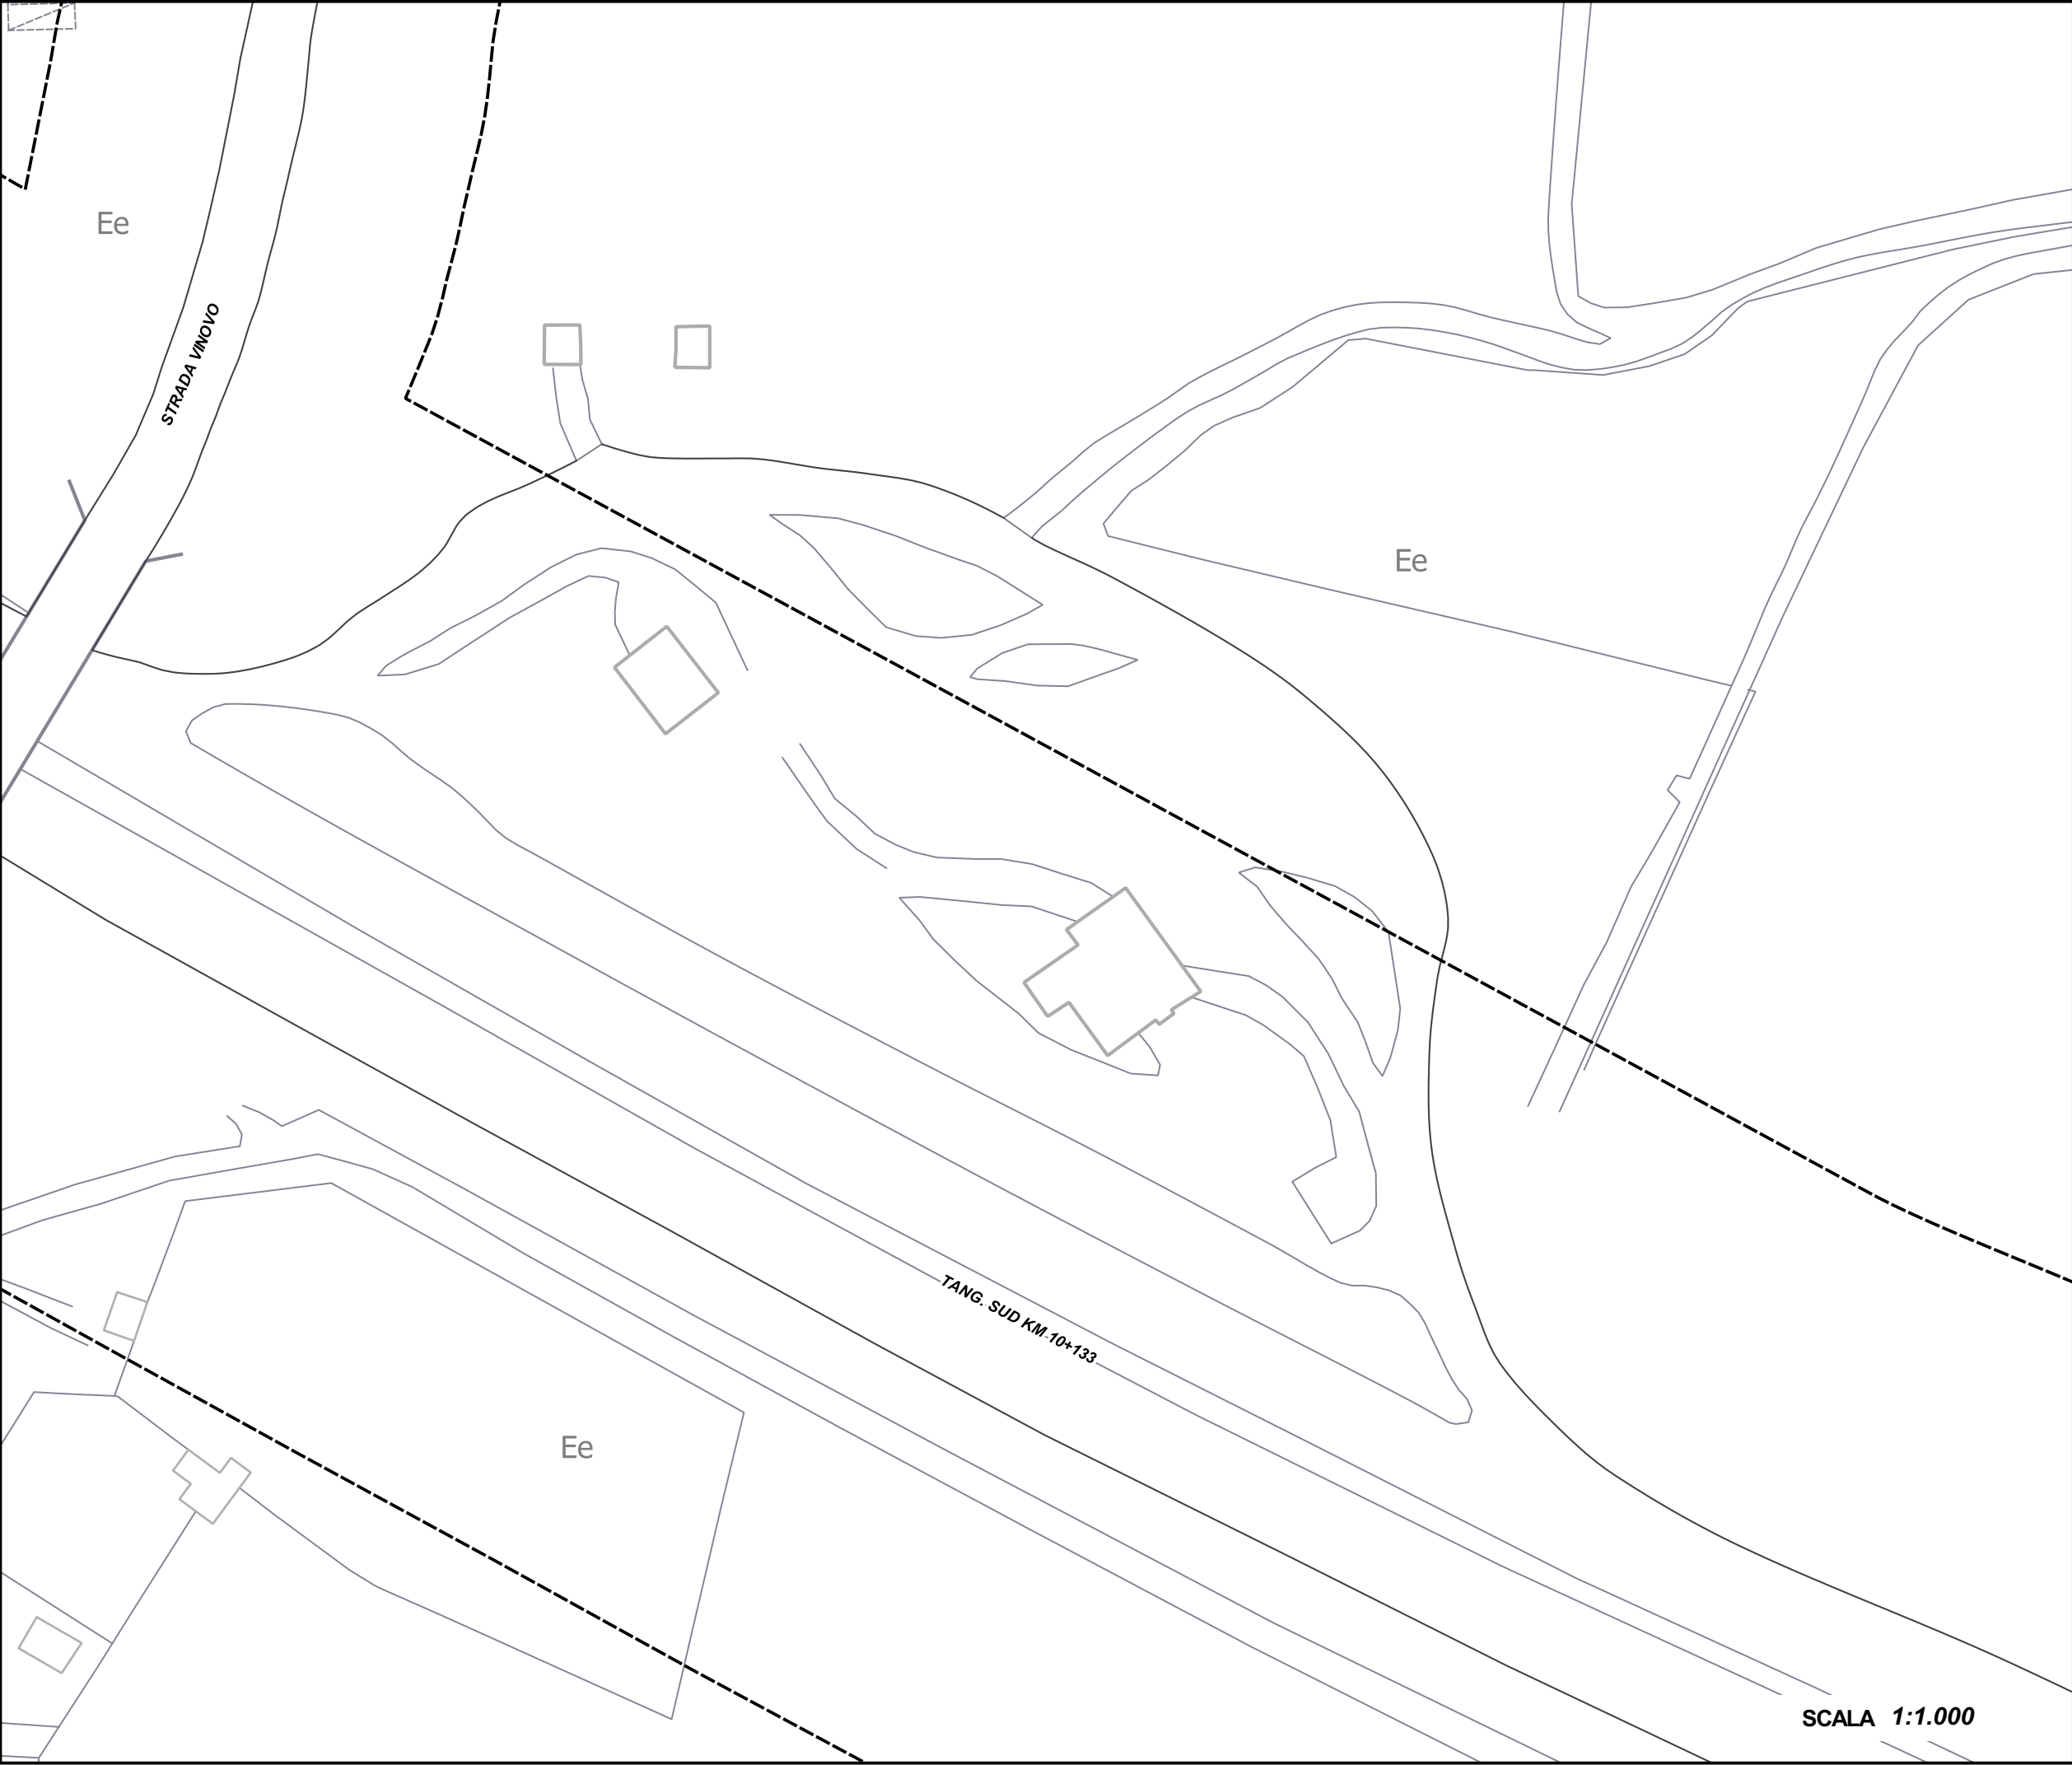 Ee
STRADA VINOVO
Ee
TANG. SUD KM 10+133
Ee
SCALA 1:1.000